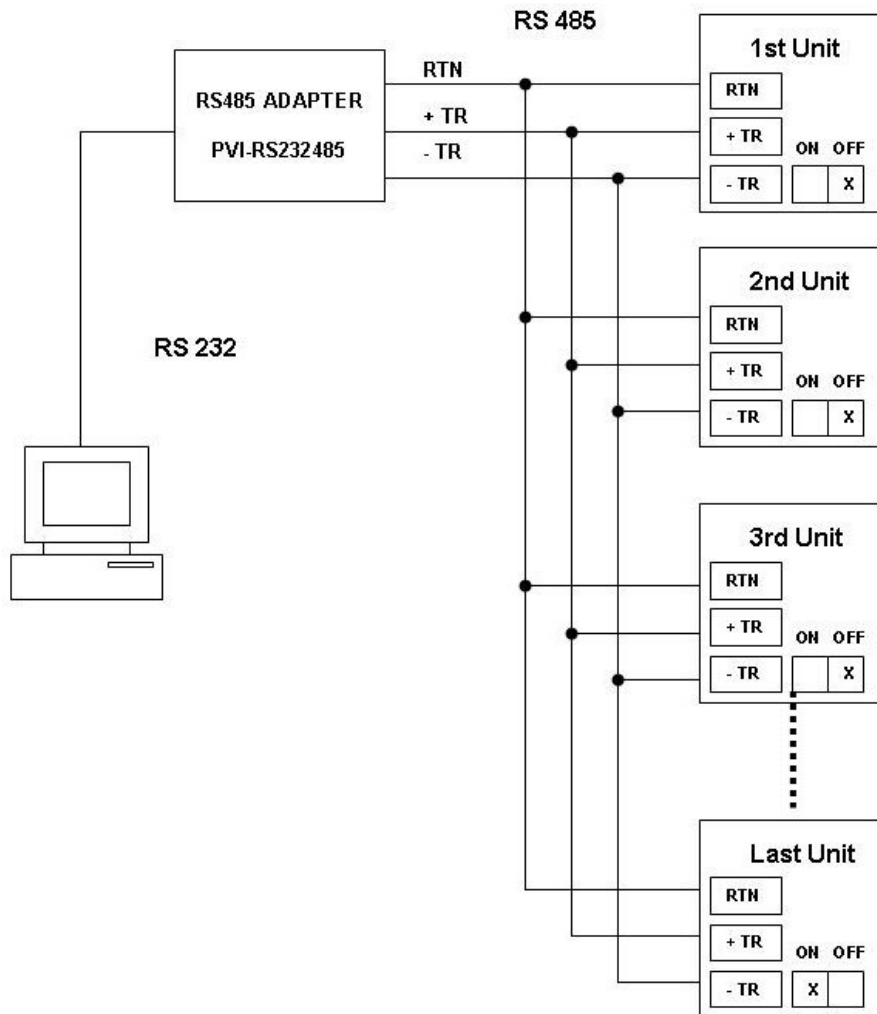 RS 485
RS485 ADAPTER
PVI-RS232485
RTN
+ TR
- TR
RS 232
1st Unit
RTN
+ TR
ON OFF
- TR X
2nd Unit
RTN
+ TR
ON OFF
- TR X
3rd Unit
RTN
+ TR
ON OFF
- TR X
Last Unit
RTN
+ TR
ON OFF
- TR X